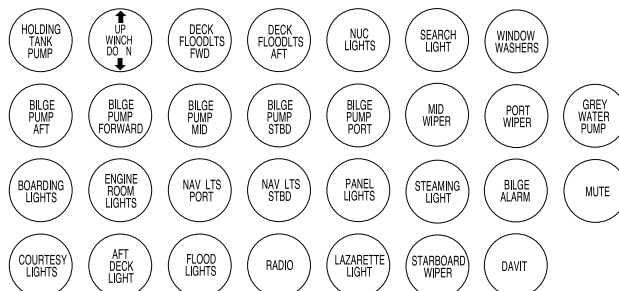 HOLDING
TANK
PUMP
UP
WINCH
DO N
DECK
FLOODLTS
FWD
DECK
FLOODLTS
AFT
NUC
LIGHTS
SEARCH
LIGHT
WINDOW
WASHERS
BILGE
PUMP
AFT
BILGE
PUMP
FORWARD
BILGE
PUMP
MID
BILGE
PUMP
STBD
BILGE
PUMP
PORT
MID
WIPER
PORT
WIPER
GREY
WATER
PUMP
BOARDING
LIGHTS
ENGINE
ROOM
LIGHTS
NAV LTS
PORT
NAV LTS
STBD
PANEL
LIGHTS
STEAMING
LIGHT
BILGE
ALARM
MUTE
COURTESY
LIGHTS
AFT
DECK
LIGHT
FLOOD
LIGHTS
RADIO
LAZARETTE
LIGHT
STARBOARD
WIPER
DAVIT